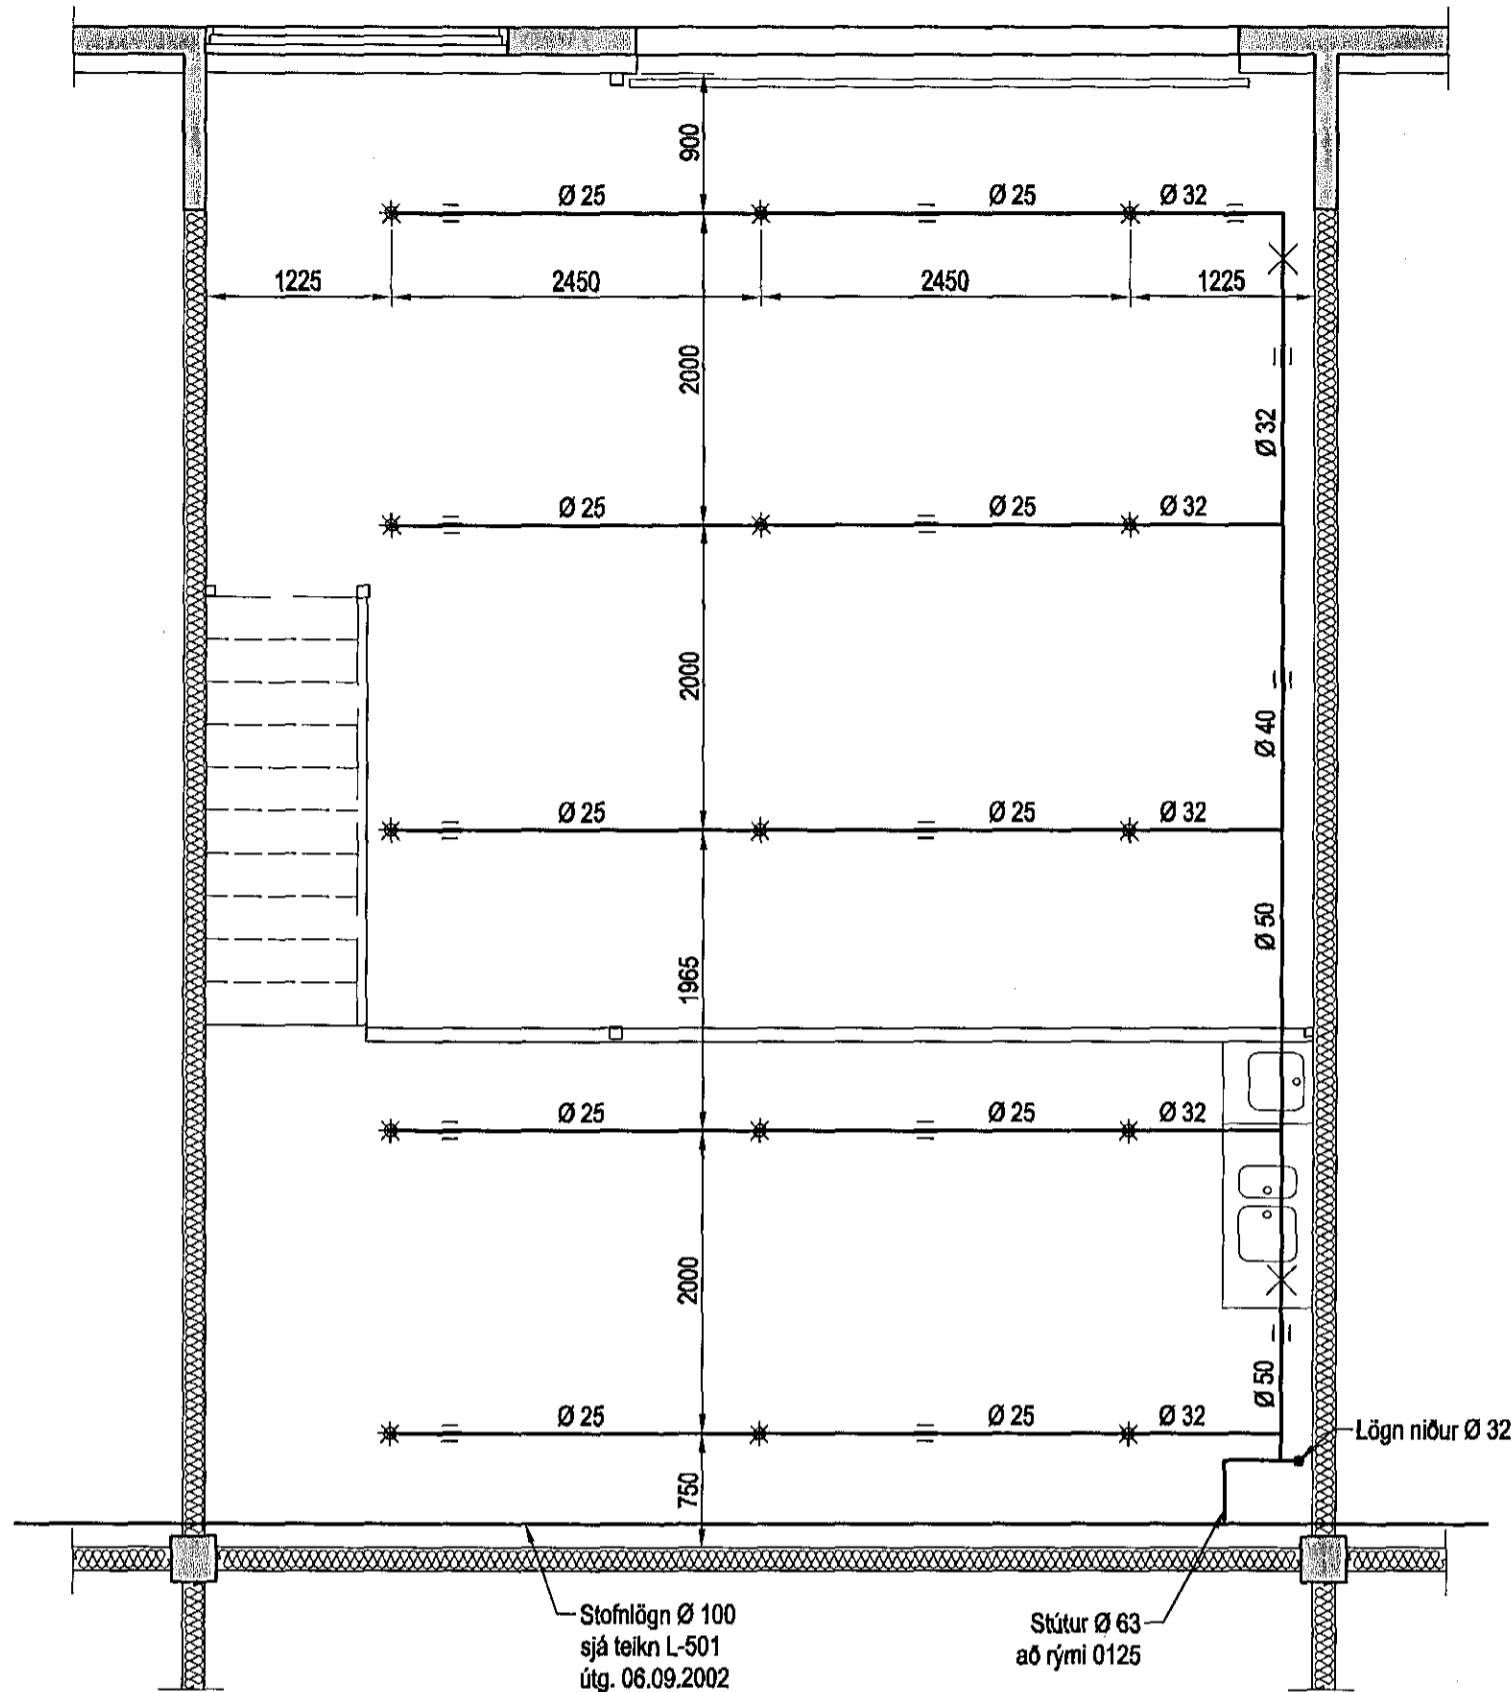 900
Ø 25
Ø 25
Ø 32
1225
2450
2450
1225
2000
Ø 32
Ø 25
Ø 25
Ø 32
2000
Ø 40
Ø 25
Ø 25
Ø 32
Ø 50
1965
Ø 25
Ø 25
Ø 32
2000
Ø 50
Ø 25
Ø 25
Ø 32
Lögn niður Ø 32
750
Stofnlögn Ø 100
sjá teikn L-501
útg. 06.09.2002
Stútur Ø 63
að rými 0125